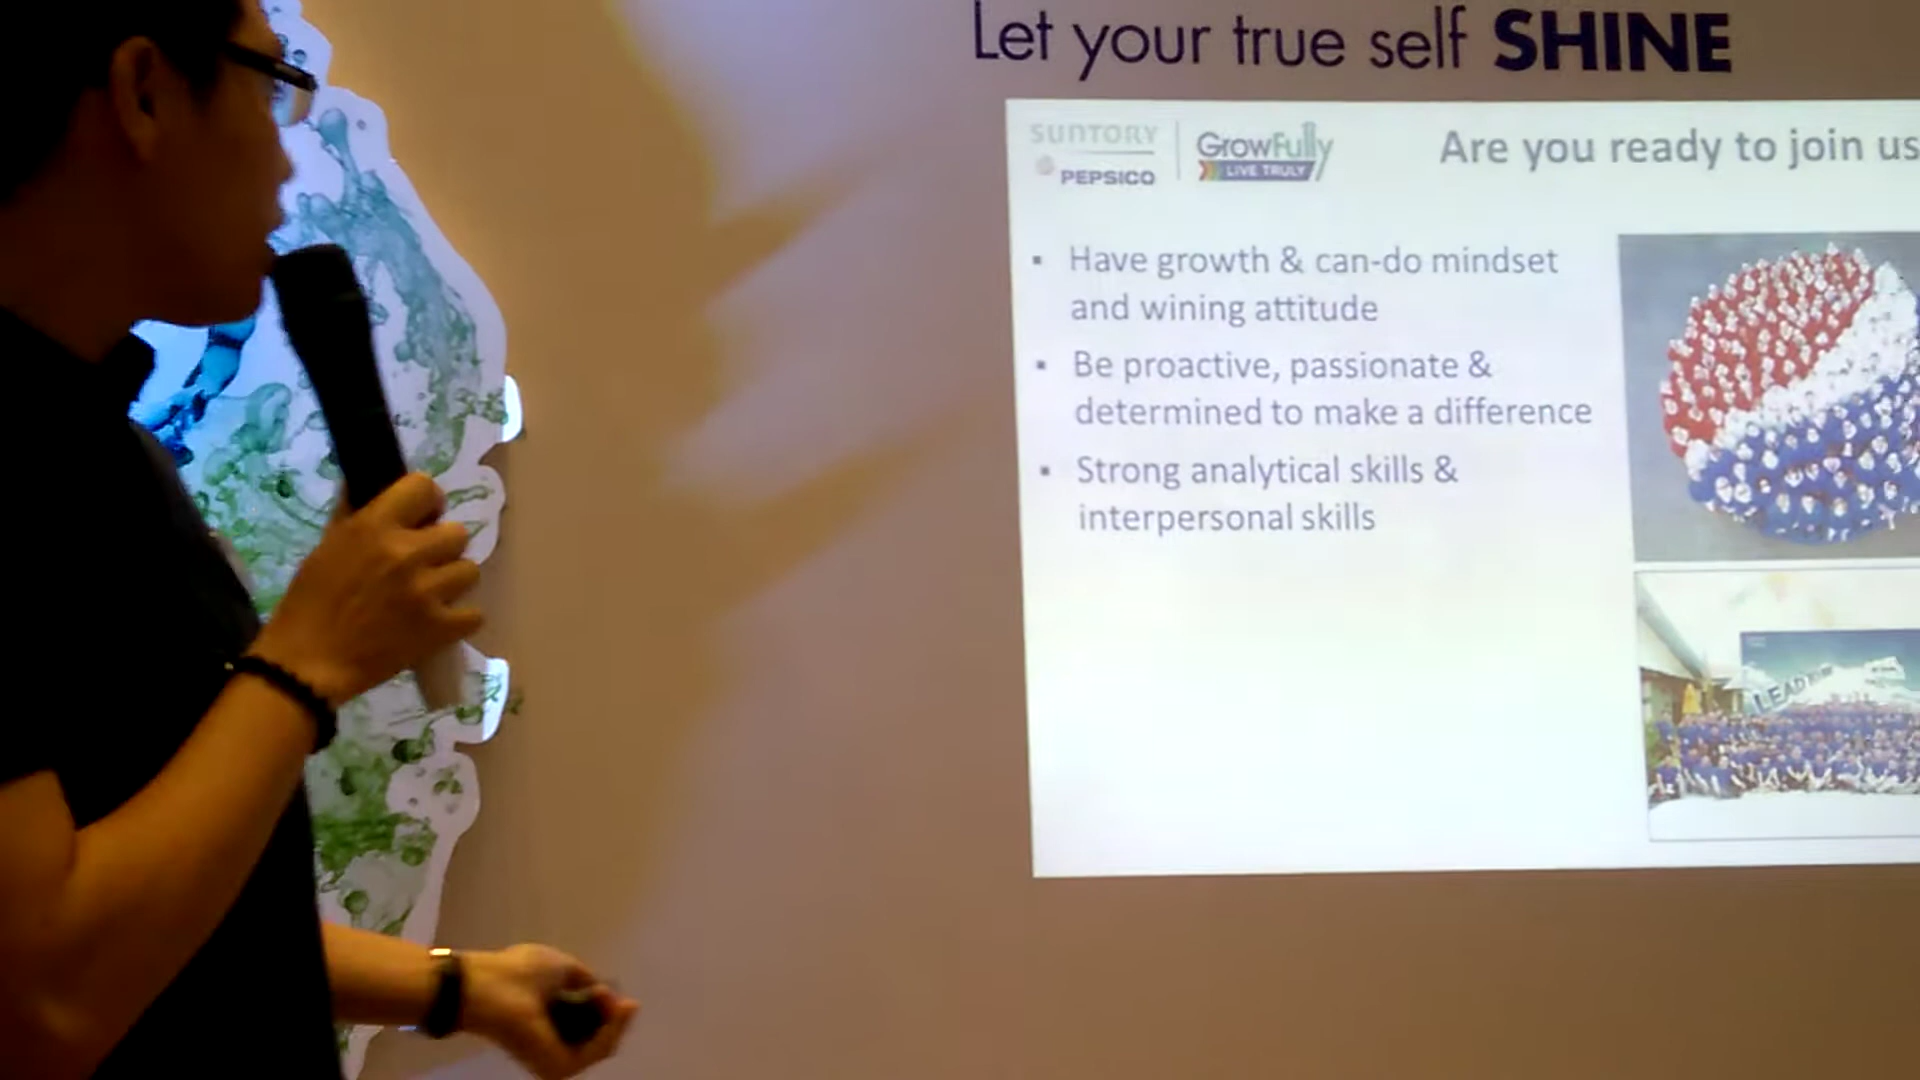 Let your true self SHINE
SUNTORY
PEPSICO
GrowFully
LIVE TRULY
Are you ready to join us
▪ Have growth & can-do mindset
and wining attitude
▪ Be proactive, passionate &
determined to make a difference
▪ Strong analytical skills &
interpersonal skills